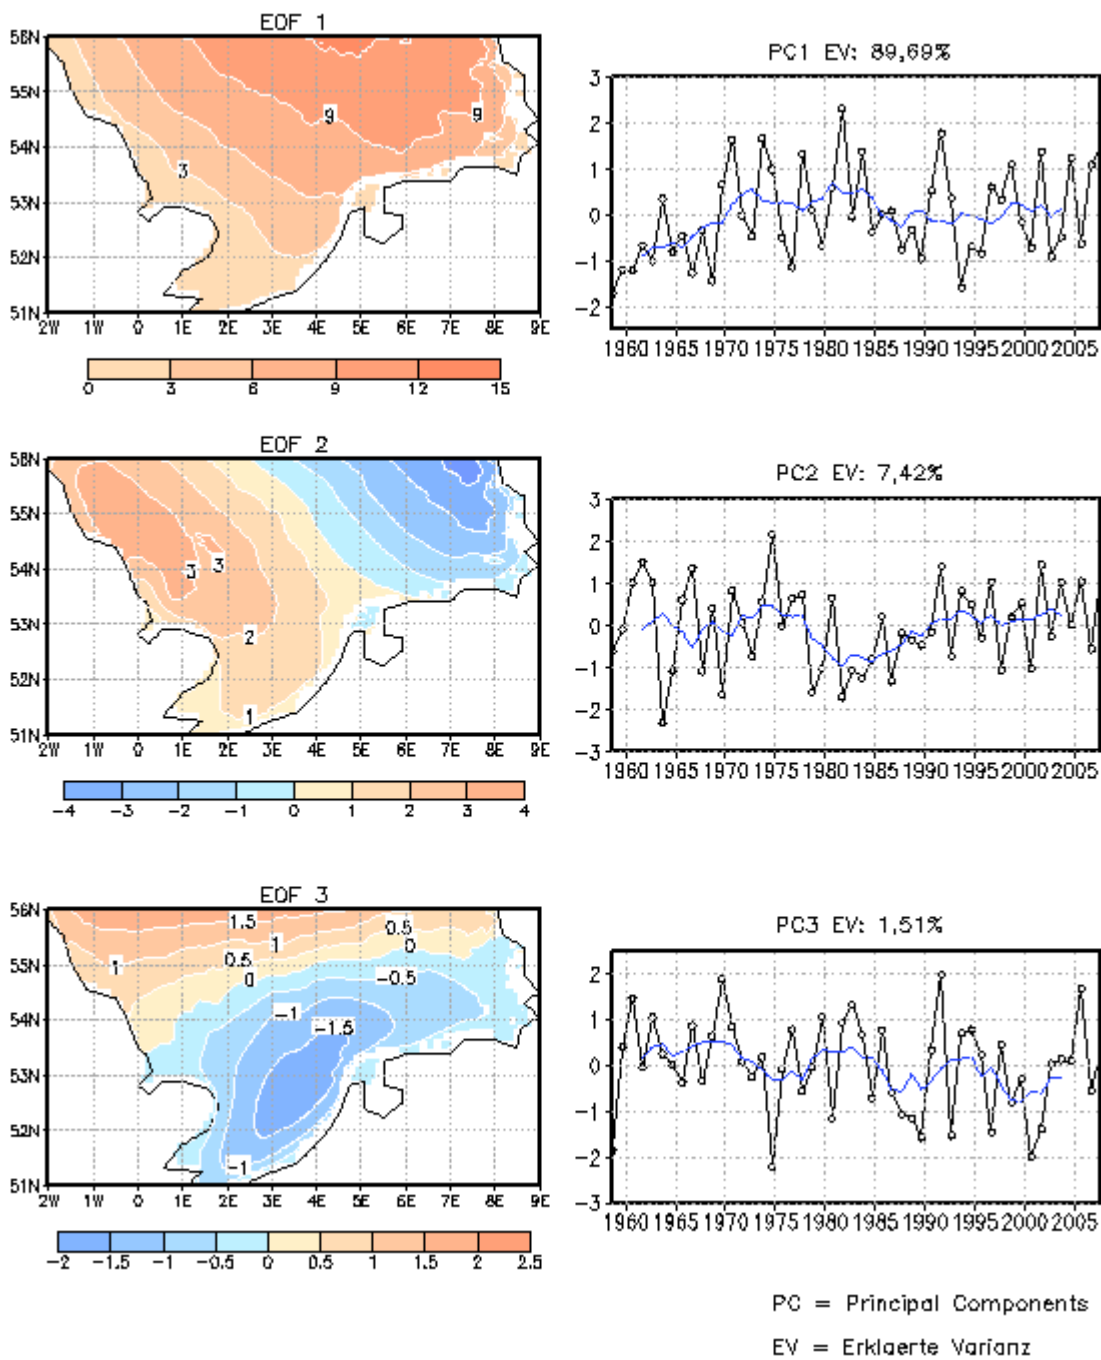 EOF 1
56N
55N
54N
53N
52N
51N
9
9
3
2W 1W 0 1E 2E 3E 4E 5E 6E 7E 8E 9E
0 3 6 9 12 15
PC1 EV: 89,69%
3
2
1
0
−1
−2
1960 1965 1970 1975 1980 1985 1990 1995 2000 2005
EOF 2
56N
55N
54N
53N
52N
51N
3
3
2
1
2W 1W 0 1E 2E 3E 4E 5E 6E 7E 8E 9E
−4 −3 −2 −1 0 1 2 3 4
PC2 EV: 7,42%
3
2
1
0
−1
−2
−3
1960 1965 1970 1975 1980 1985 1990 1995 2000 2005
EOF 3
56N
55N
54N
53N
52N
51N
1.5
0.5
1
0
1
0.5
0
−0.5
−1
−1.5
−1
2W 1W 0 1E 2E 3E 4E 5E 6E 7E 8E 9E
−2 −1.5 −1 −0.5 0 0.5 1 1.5 2 2.5
PC3 EV: 1,51%
2
1
0
−1
−2
−3
1960 1965 1970 1975 1980 1985 1990 1995 2000 2005
PC = Principal Components
EV = Erklaerte Varianz